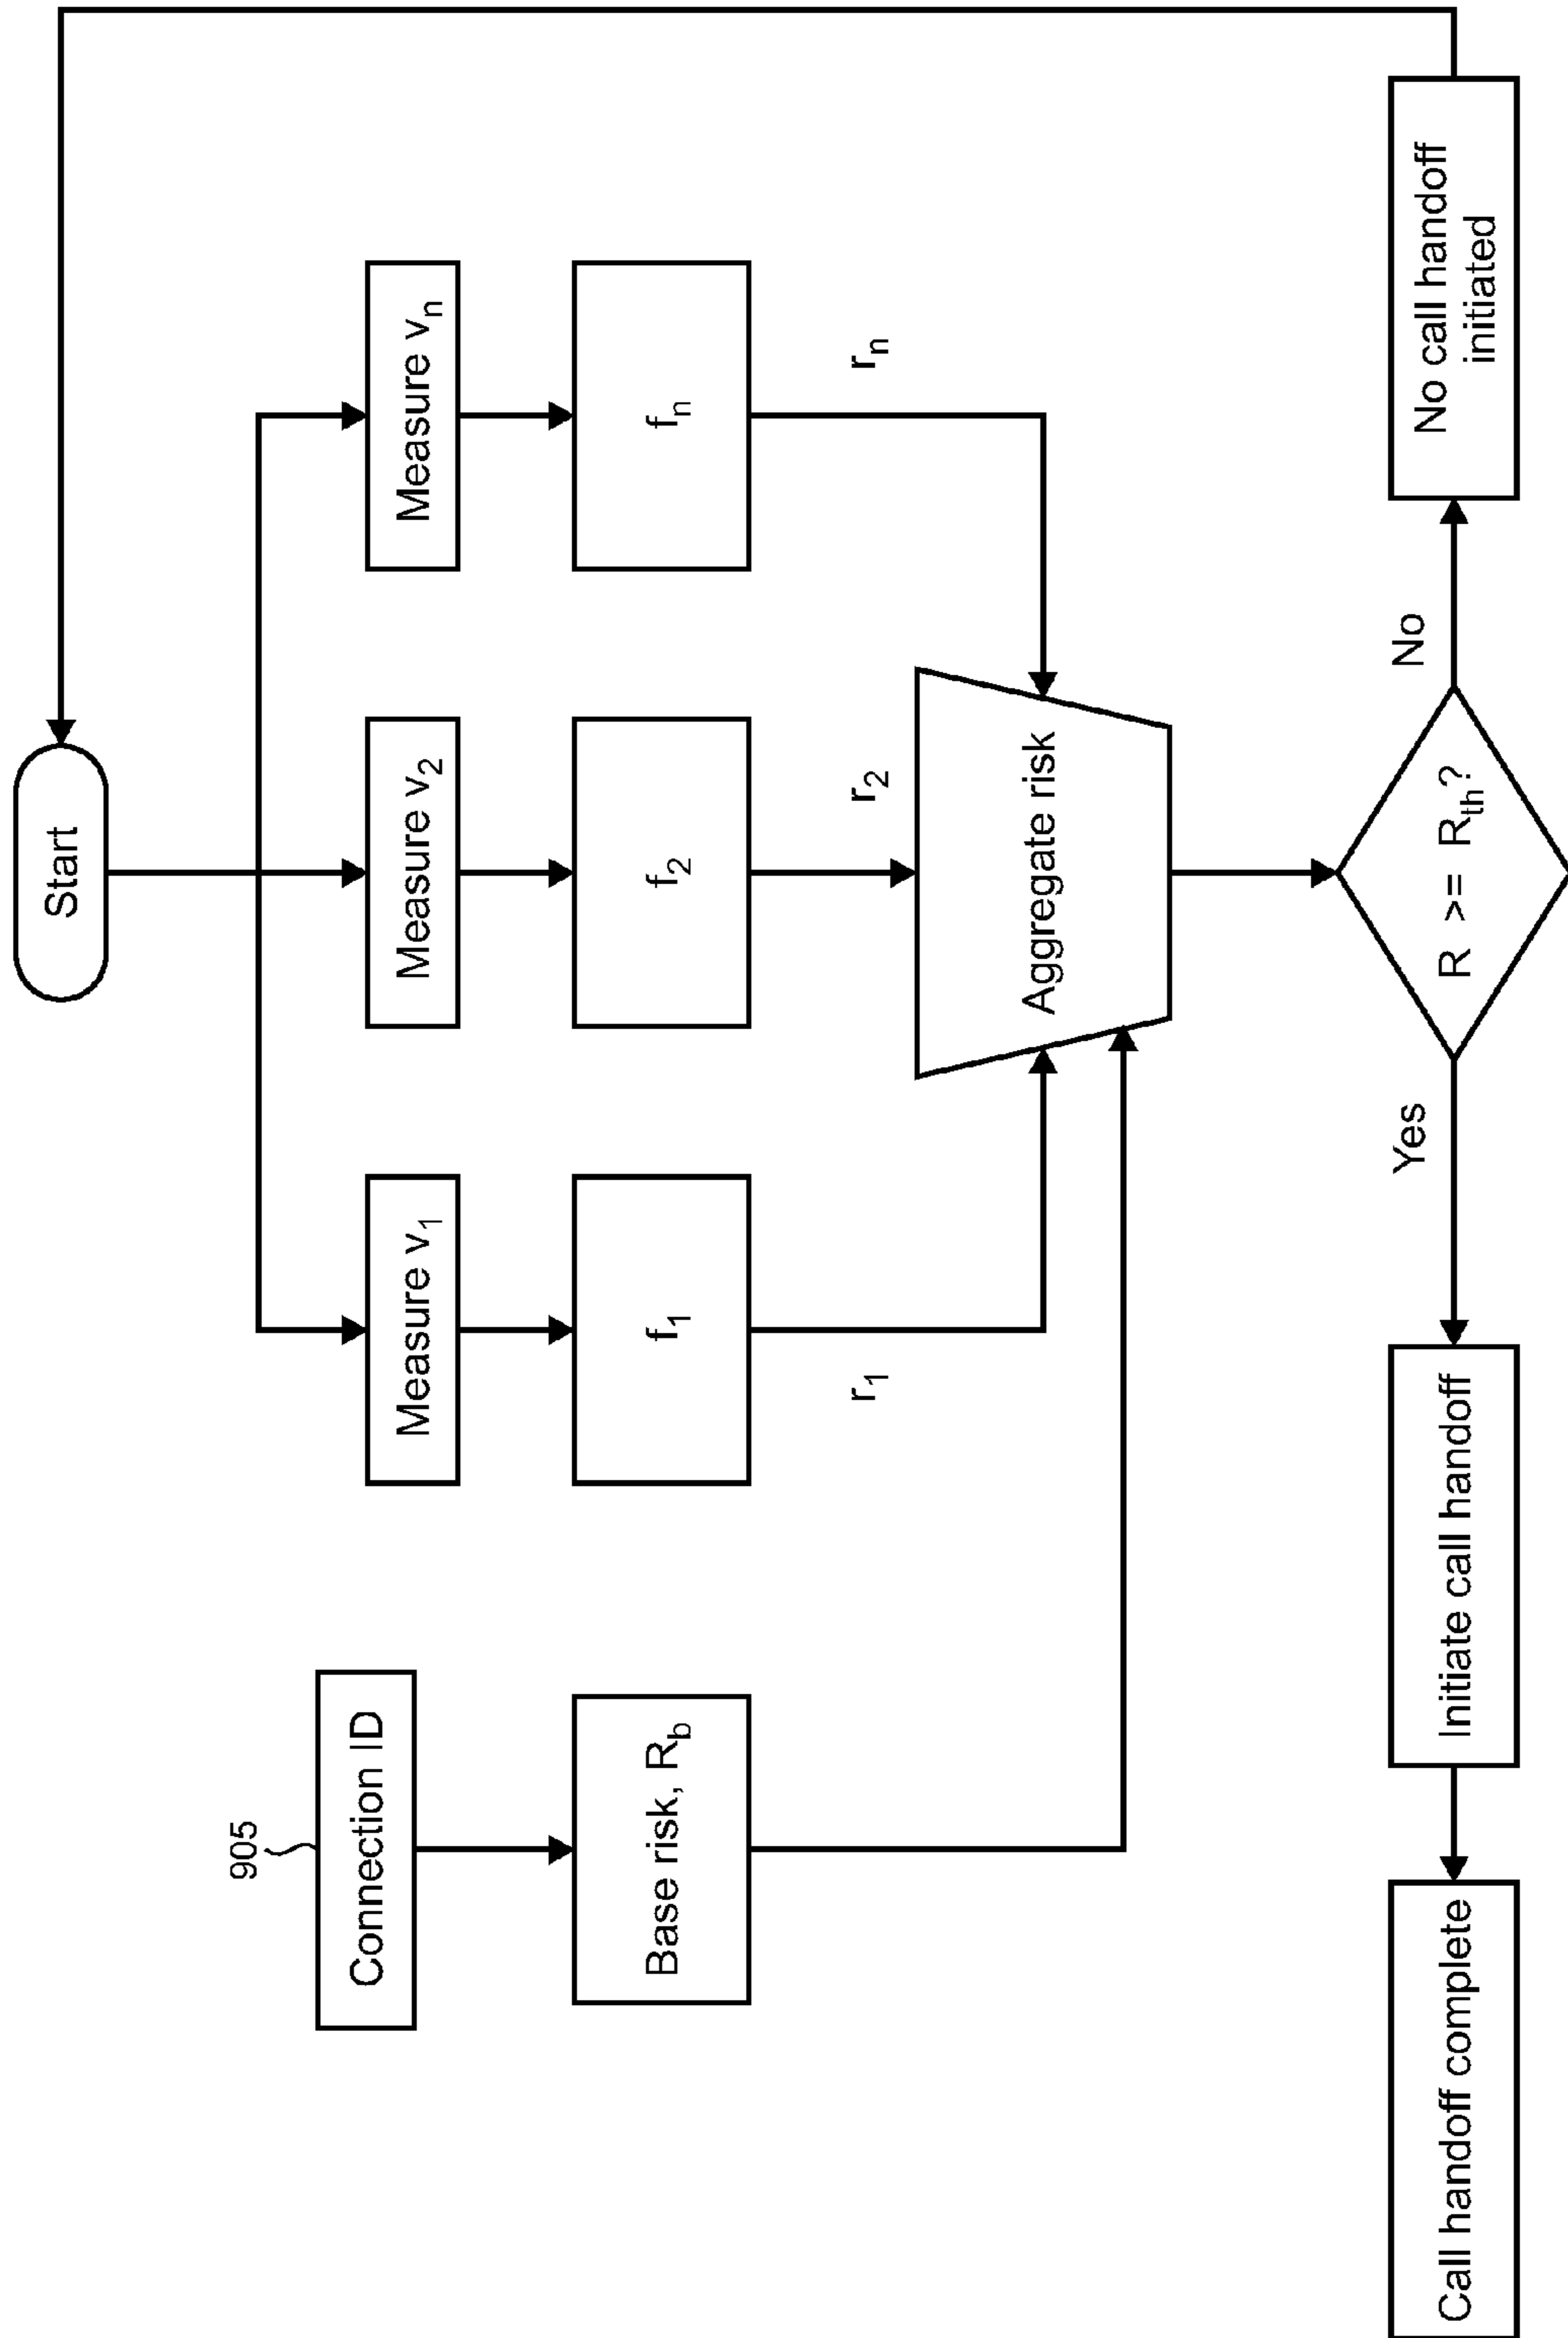 Start
905
Connection ID
Measure v1
Measure v2
Measure vn
Base risk, Rb
f1
f2
fn
r1
r2
rn
Aggregate risk
Yes
No
R >= Rth?
Call handoff complete
Initiate call handoff
No call handoff
initiated